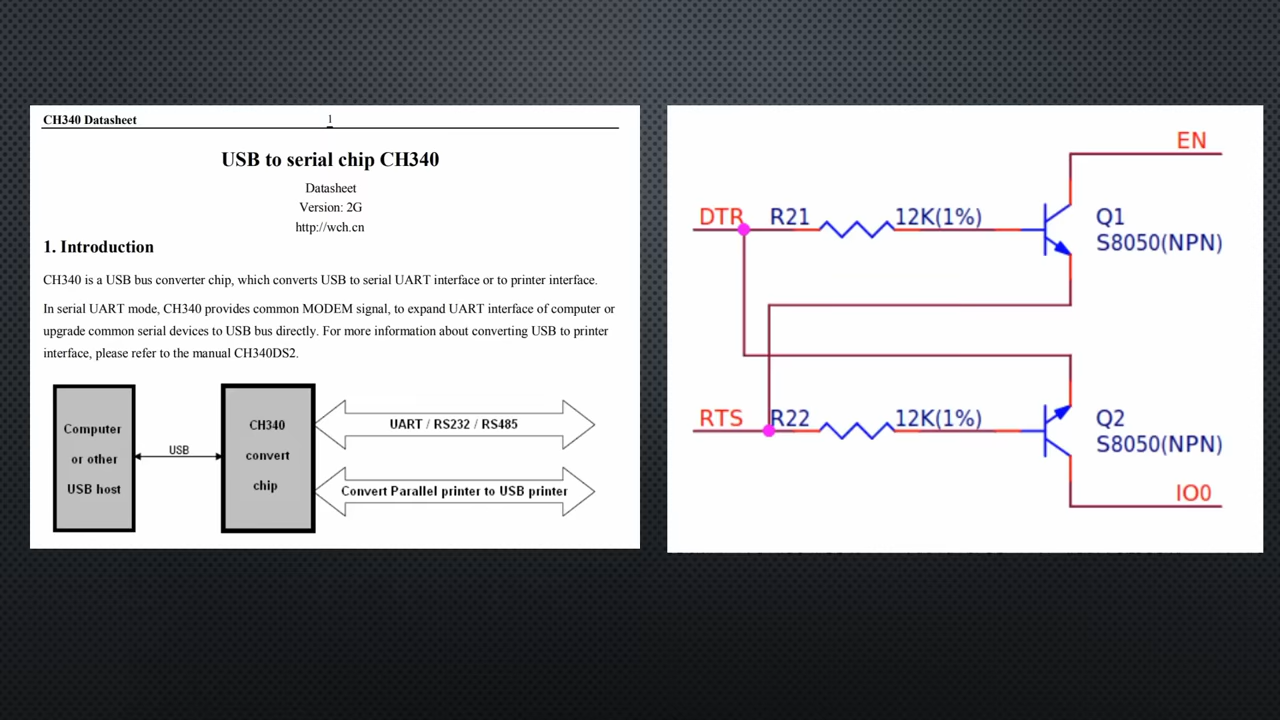 CH340 Datasheet
1
USB to serial chip CH340
Datasheet
Version: 2G
http://wch.cn
1. Introduction
CH340 is a USB bus converter chip, which converts USB to serial UART interface or to printer interface.
In serial UART mode, CH340 provides common MODEM signal, to expand UART interface of computer or
upgrade common serial devices to USB bus directly. For more information about converting USB to printer
interface, please refer to the manual CH340DS2.
Computer
or other
USB host
USB
CH340
convert
chip
UART / RS232 / RS485
Convert Parallel printer to USB printer
EN
DTR R21 12K(1%) Q1
S8050(NPN)
RTS R22 12K(1%) Q2
S8050(NPN)
IO0